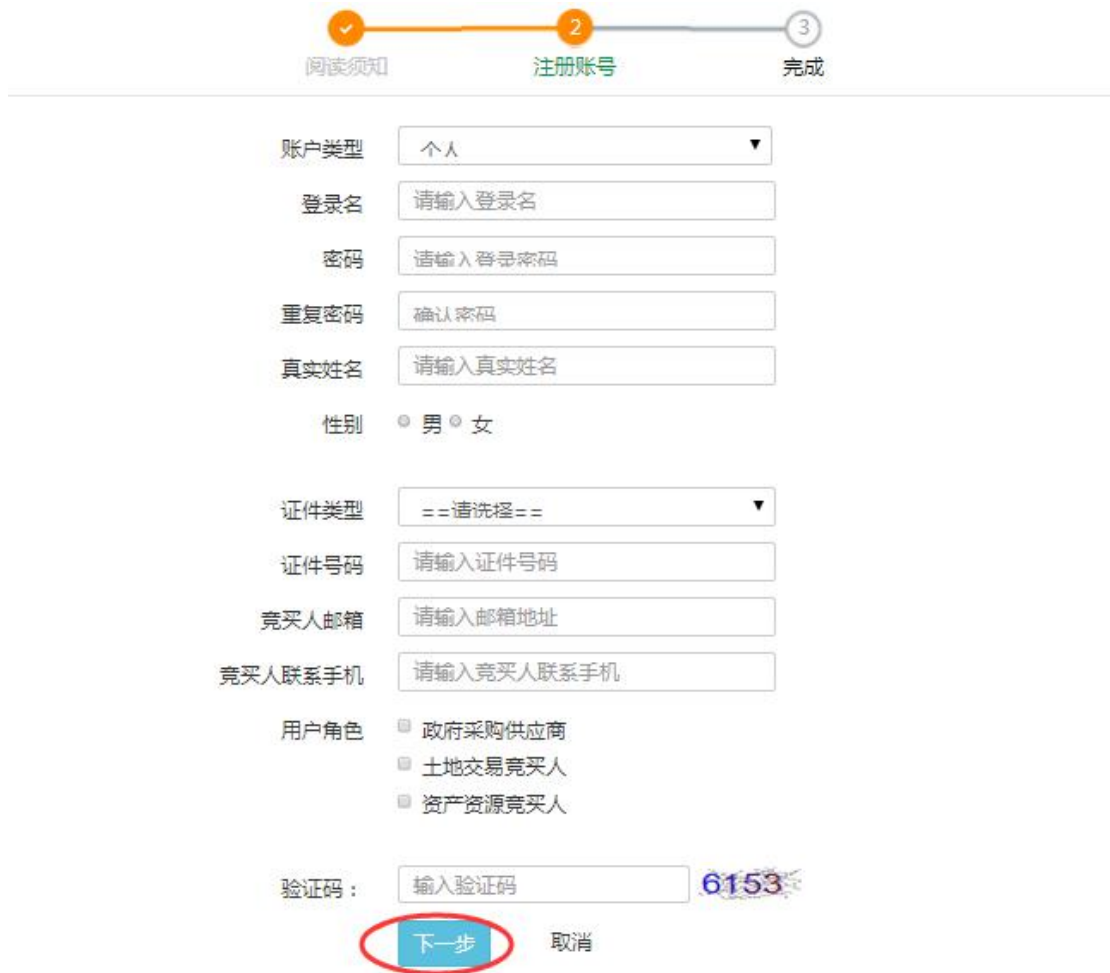 2 3
阅读须知 注册账号 完成
账户类型 个人
登录名 请输入登录名
密码 请输入登录密码
重复密码 确认密码
真实姓名 请输入真实姓名
性别 男 女
证件类型 ==请选择==
证件号码 请输入证件号码
竞买人邮箱 请输入邮箱地址
竞买人联系手机 请输入竞买人联系手机
用户角色 政府采购供应商
土地交易竞买人
资产资源竞买人
验证码： 输入验证码 6153
下一步 取消